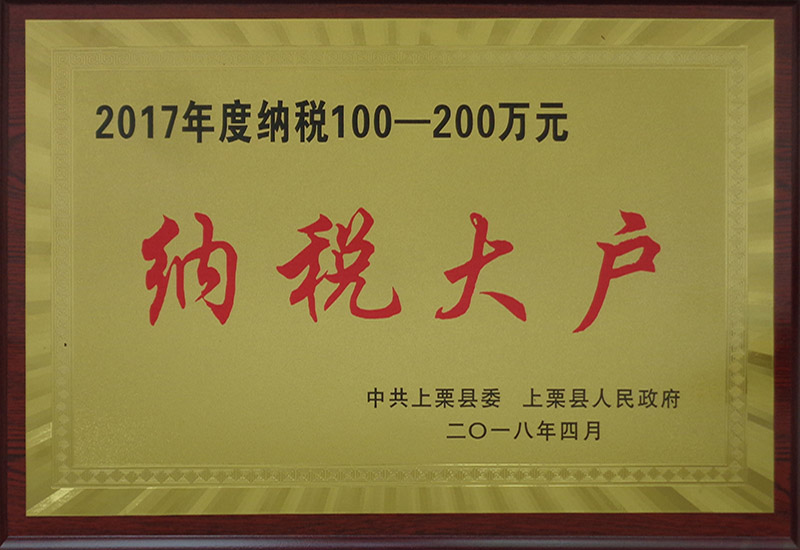 2017年度纳税100—200万元
纳税大户
中共上栗县委 上栗县人民政府
二〇一八年四月